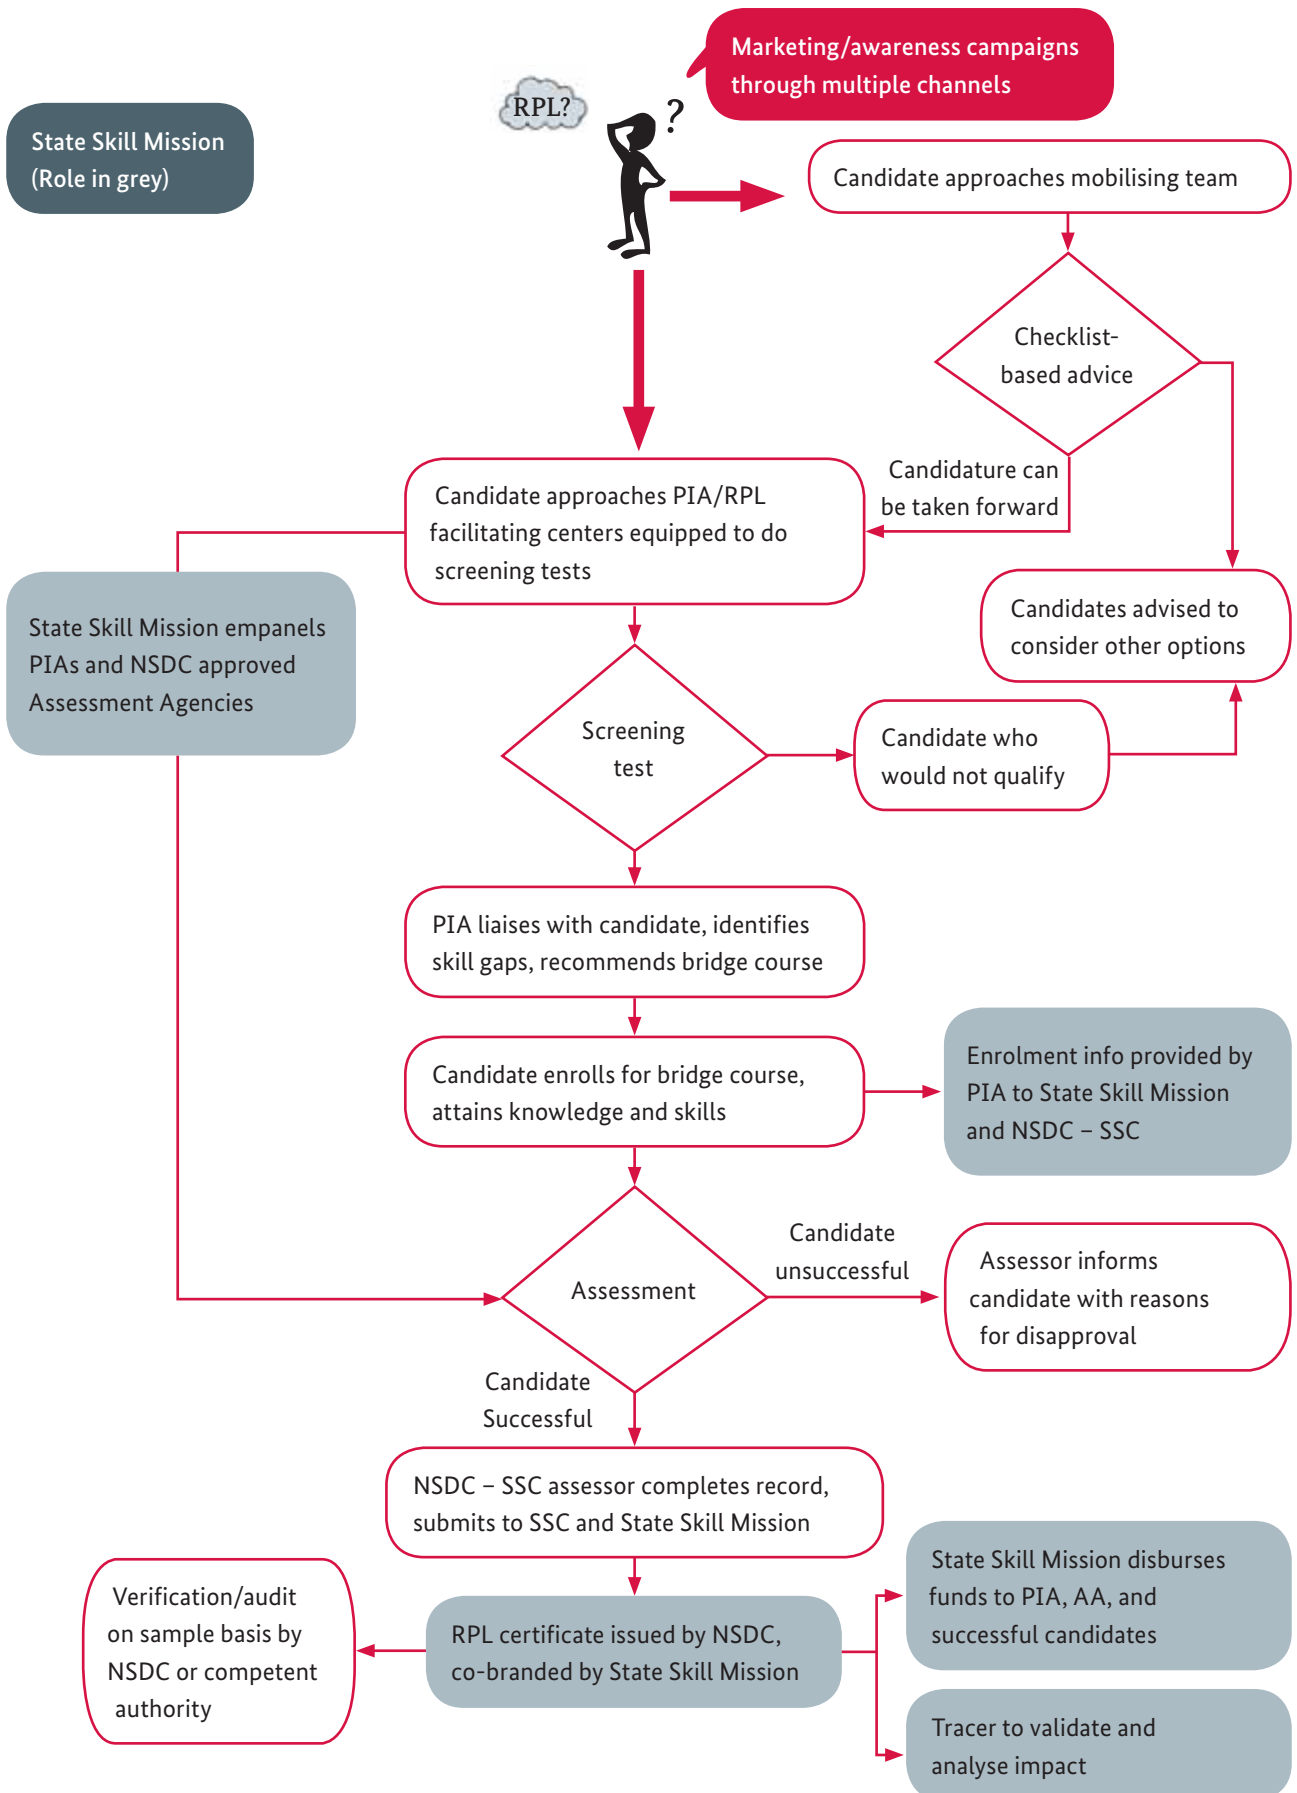 Marketing/awareness campaigns
through multiple channels
RPL?
?
State Skill Mission
(Role in grey)
Candidate approaches mobilising team
Checklist-
based advice
Candidature can
be taken forward
Candidate approaches PIA/RPL
facilitating centers equipped to do
screening tests
State Skill Mission empanels
PIAs and NSDC approved
Assessment Agencies
Candidates advised to
consider other options
Screening
test
Candidate who
would not qualify
PIA liaises with candidate, identifies
skill gaps, recommends bridge course
Candidate enrolls for bridge course,
attains knowledge and skills
Enrolment info provided by
PIA to State Skill Mission
and NSDC – SSC
Assessment
Candidate
unsuccessful
Assessor informs
candidate with reasons
for disapproval
Candidate
Successful
NSDC – SSC assessor completes record,
submits to SSC and State Skill Mission
Verification/audit
on sample basis by
NSDC or competent
authority
RPL certificate issued by NSDC,
co-branded by State Skill Mission
State Skill Mission disburses
funds to PIA, AA, and
successful candidates
Tracer to validate and
analyse impact